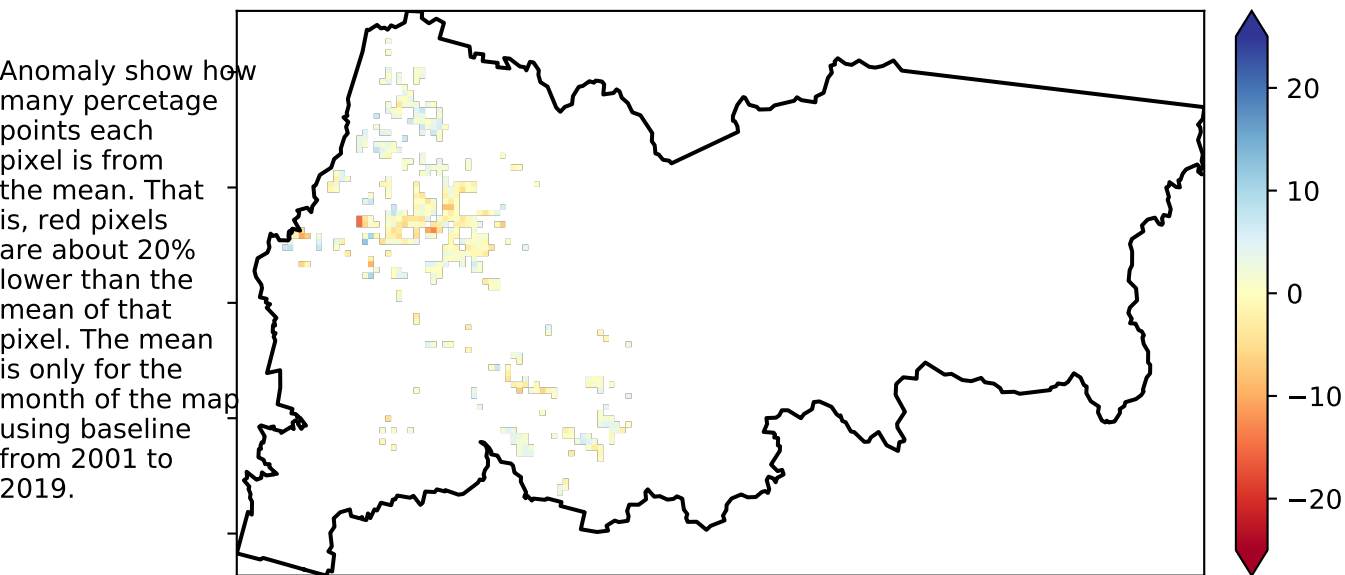 Anomaly show how
many percetage
points each
pixel is from
the mean. That
is, red pixels
are about 20%
lower than the
mean of that
pixel. The mean
is only for the
month of the map
using baseline
from 2001 to
2019.
20
10
0
−10
−20